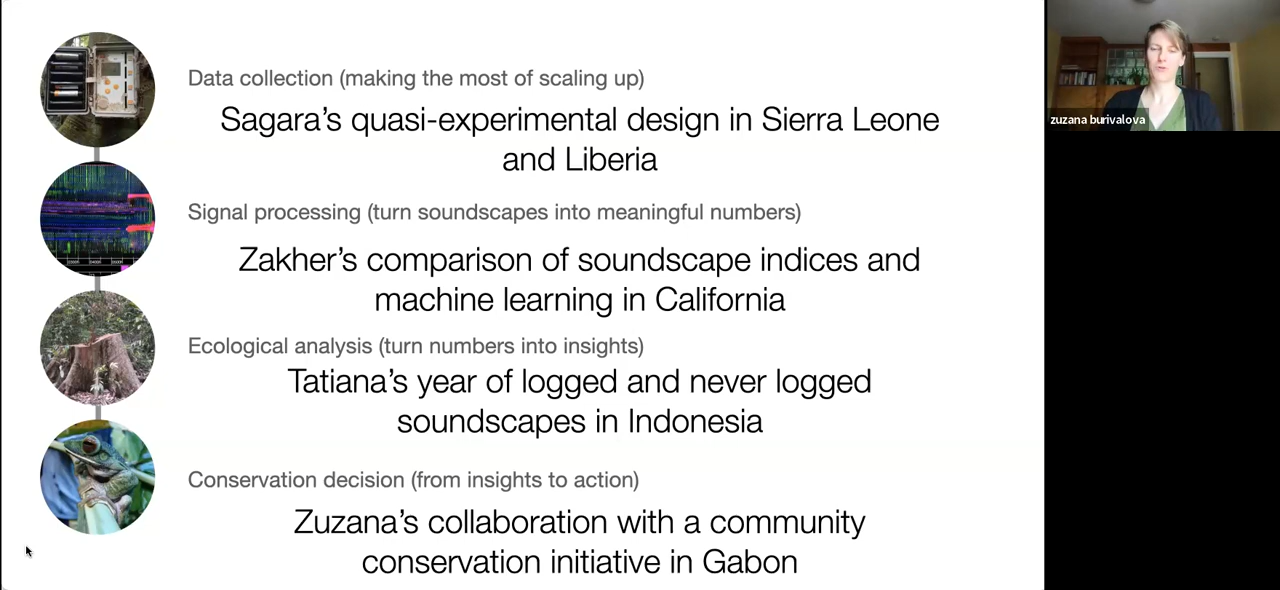 Data collection (making the most of scaling up)
Sagara’s quasi-experimental design in Sierra Leone
and Liberia
Signal processing (turn soundscapes into meaningful numbers)
Zakher’s comparison of soundscape indices and
machine learning in California
Ecological analysis (turn numbers into insights)
Tatiana’s year of logged and never logged
soundscapes in Indonesia
Conservation decision (from insights to action)
Zuzana’s collaboration with a community
conservation initiative in Gabon
zuzana burivalova